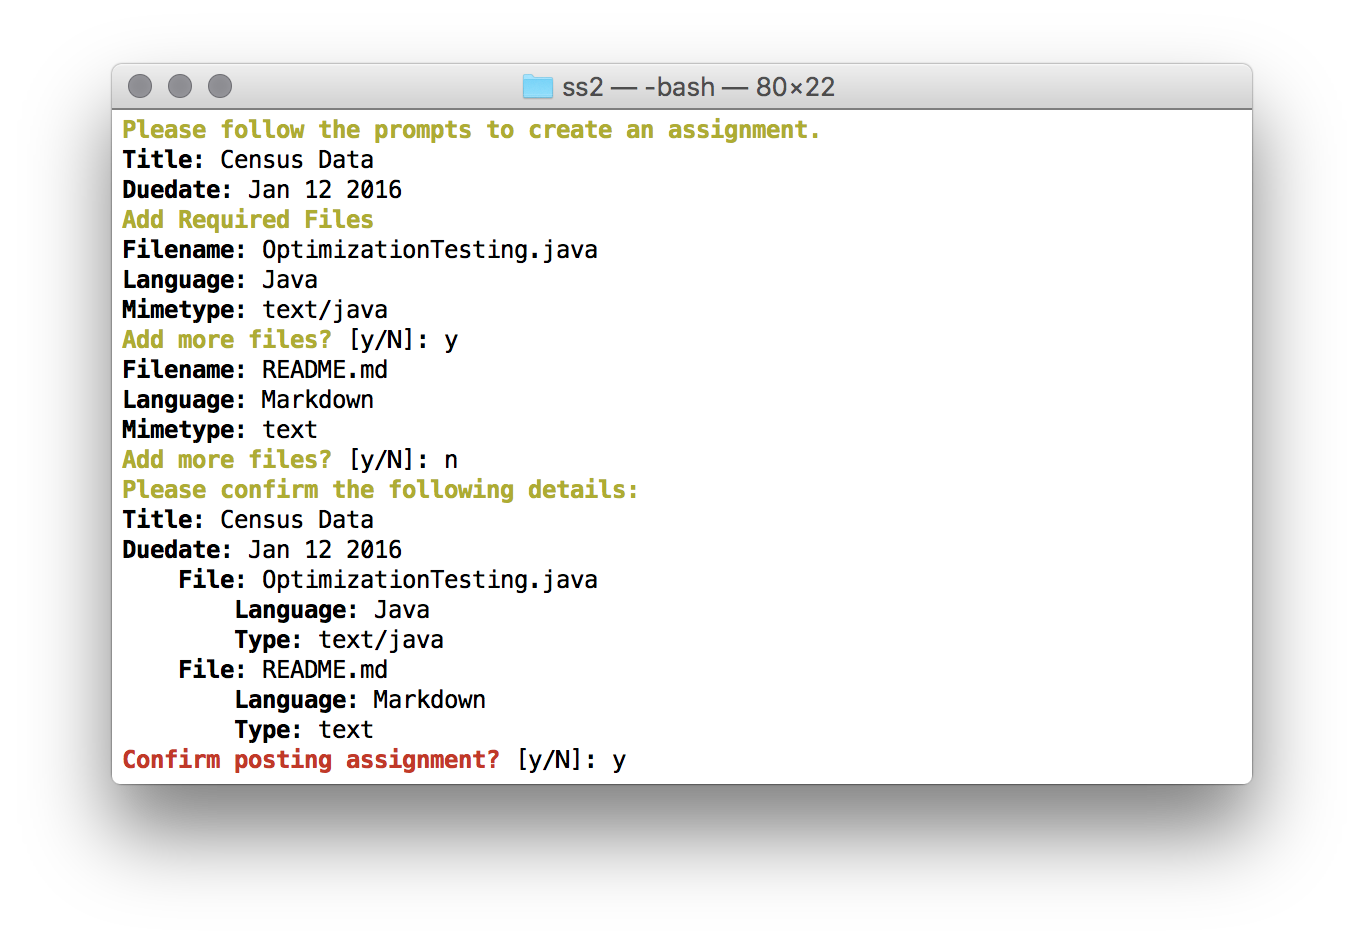 ss2 — -bash — 80×22
Please follow the prompts to create an assignment.
Title: Census Data
Duedate: Jan 12 2016
Add Required Files
Filename: OptimizationTesting.java
Language: Java
Mimetype: text/java
Add more files? [y/N]: y
Filename: README.md
Language: Markdown
Mimetype: text
Add more files? [y/N]: n
Please confirm the following details:
Title: Census Data
Duedate: Jan 12 2016
    File: OptimizationTesting.java
        Language: Java
        Type: text/java
    File: README.md
        Language: Markdown
        Type: text
Confirm posting assignment? [y/N]: y